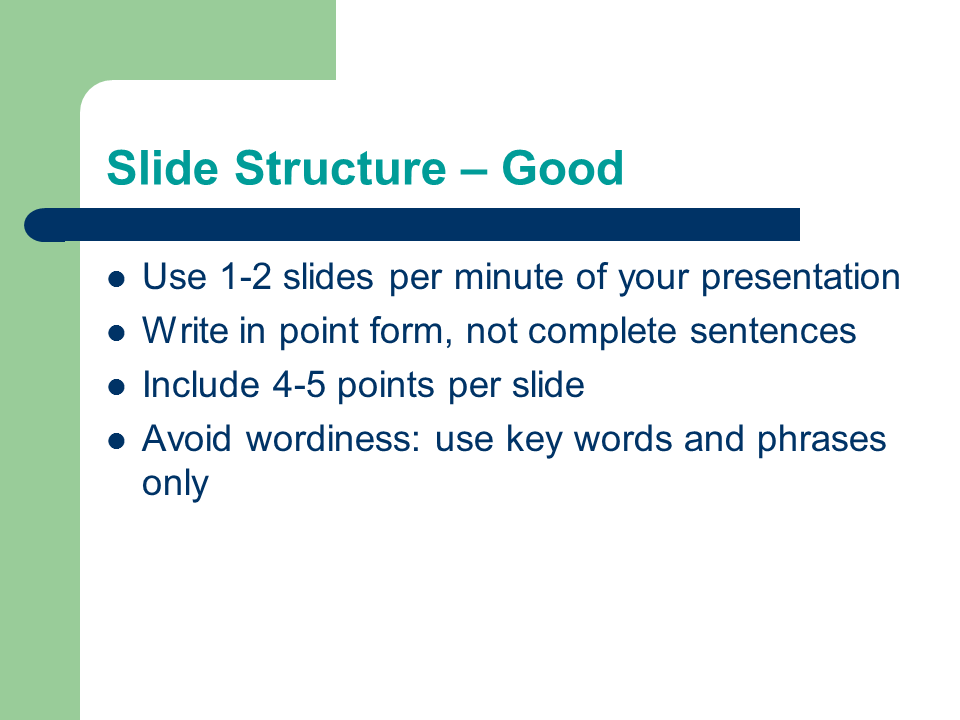 Slide Structure – Good
● Use 1-2 slides per minute of your presentation
● Write in point form, not complete sentences
● Include 4-5 points per slide
● Avoid wordiness: use key words and phrases
only